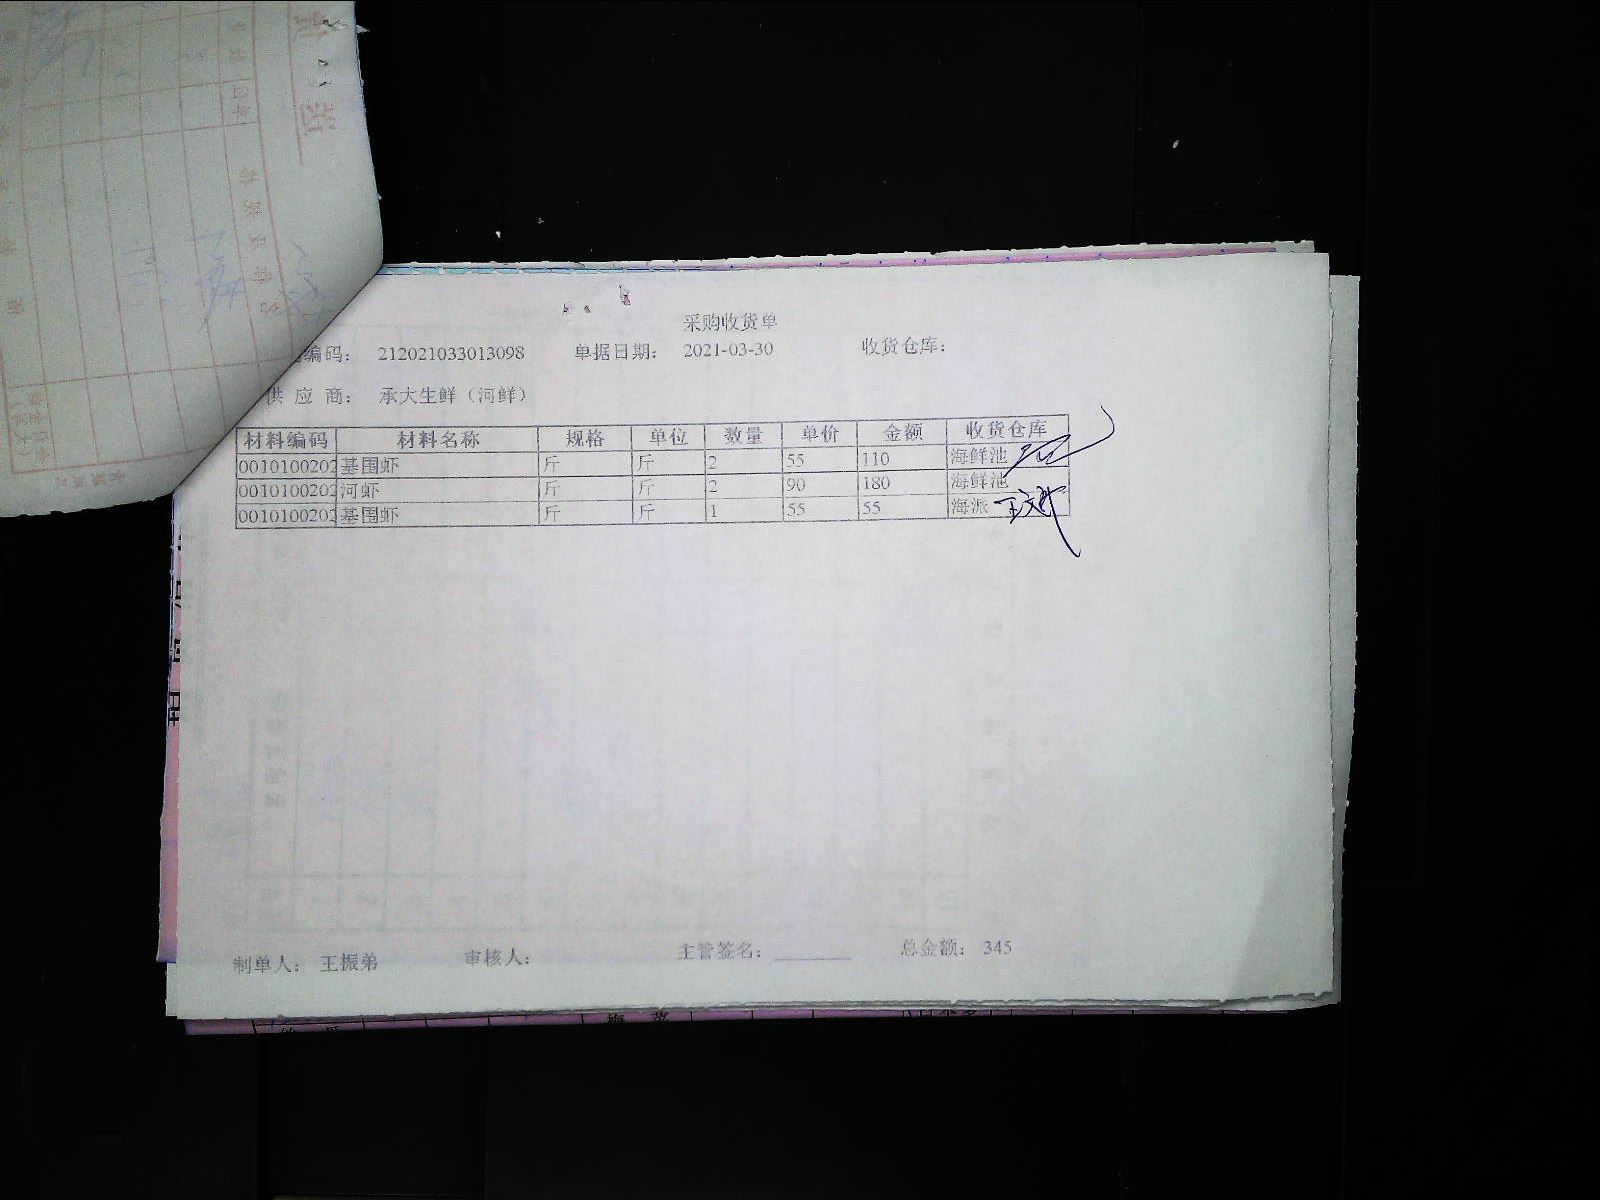 采购收货单
编码： 212021033013098 单据日期： 2021-03-30 收货仓库：
供 应 商： 承大生鲜（河鲜）
材料编码 材料名称 规格 单位 数量 单价 金额 收货仓库
0010100202 基围虾 斤 斤 2 55 110 海鲜池
0010100202 河虾 斤 斤 2 90 180 海鲜池
0010100202 基围虾 斤 斤 1 55 55 海派
制单人： 王振弟 审核人： 主管签名： 总金额： 345